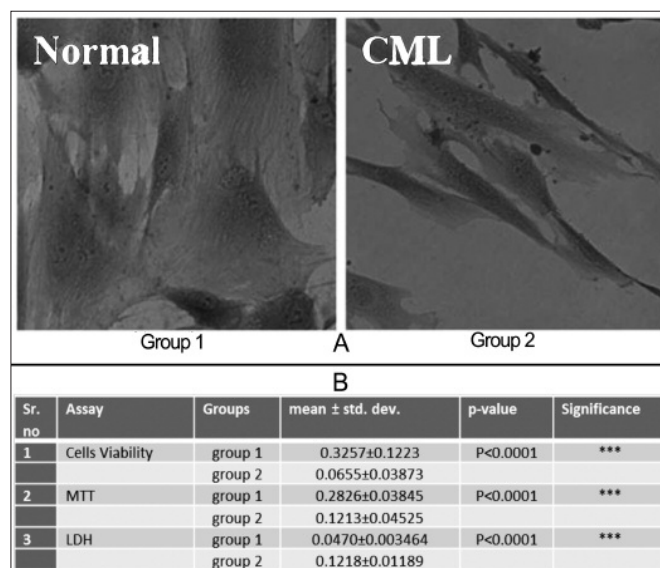 Normal
CML
Group 1
A
Group 2
B
Sr. no Assay Groups mean ± std. dev. p-value Significance
1 Cells Viability group 1 0.3257±0.1223 P<0.0001 ***
group 2 0.0655±0.03873
2 MTT group 1 0.2826±0.03845 P<0.0001 ***
group 2 0.1213±0.04525
3 LDH group 1 0.0470±0.003464 P<0.0001 ***
group 2 0.1218±0.01189